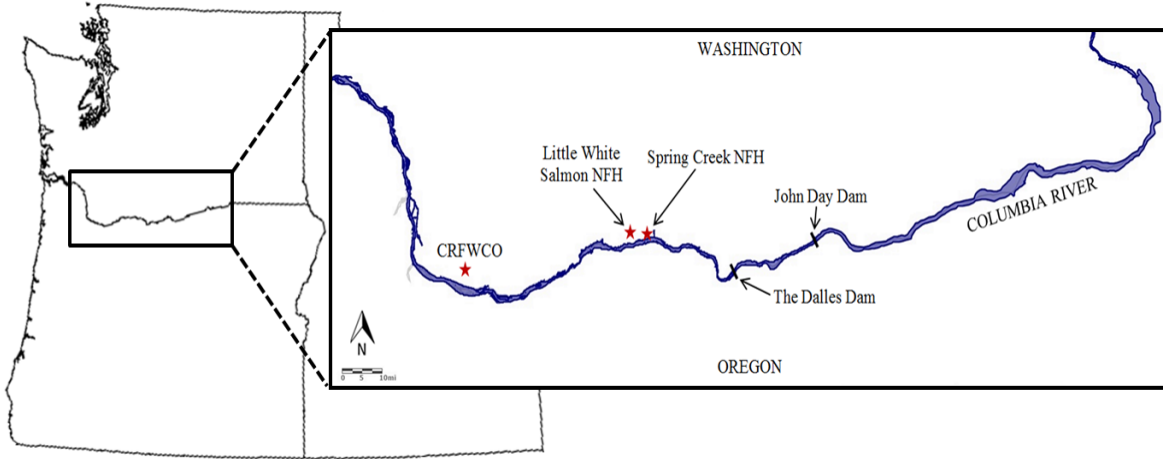 WASHINGTON
Little White
Salmon NFH
Spring Creek NFH
John Day Dam
COLUMBIA RIVER
CRFWCO
The Dalles Dam
N
0 5 10mi
OREGON